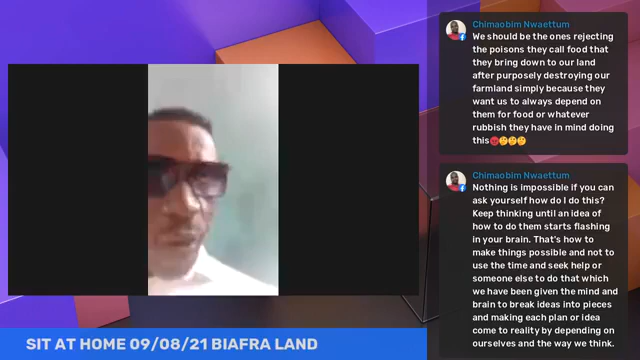 Chimaobim Nwaettum
We should be the ones rejecting
the poisons they call food that
they bring down to our land
after purposely destroying our
farmland simply because they
want us to always depend on
them for food or whatever
rubbish they have in mind doing
this😡🤔🤔🤔
Chimaobim Nwaettum
Nothing is impossible if you can
ask yourself how do I do this?
Keep thinking until an idea of
how to do them starts flashing
in your brain. That's how to
make things possible and not to
use the time and seek help or
someone else to do that which
we have been given the mind and
brain to break ideas into pieces
and making each plan or idea
come to reality by depending on
ourselves and the way we think.
SIT AT HOME 09/08/21 BIAFRA LAND